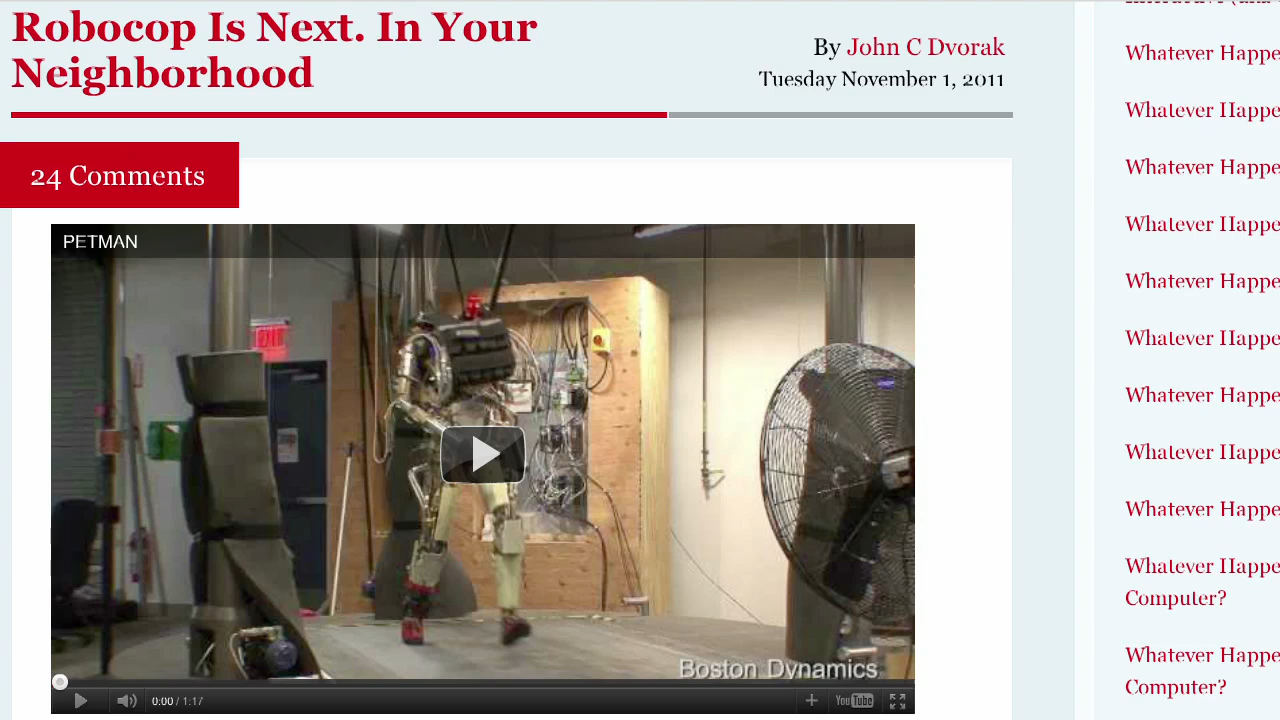 Robocop Is Next. In Your
Neighborhood
By John C Dvorak
Tuesday November 1, 2011
24 Comments
PETMAN
Boston Dynamics
0:00 / 1:17
YouTube
Whatever Happe
Whatever Happe
Whatever Happe
Whatever Happe
Whatever Happe
Whatever Happe
Whatever Happe
Whatever Happe
Whatever Happe
Whatever Happe
Computer?
Whatever Happe
Computer?